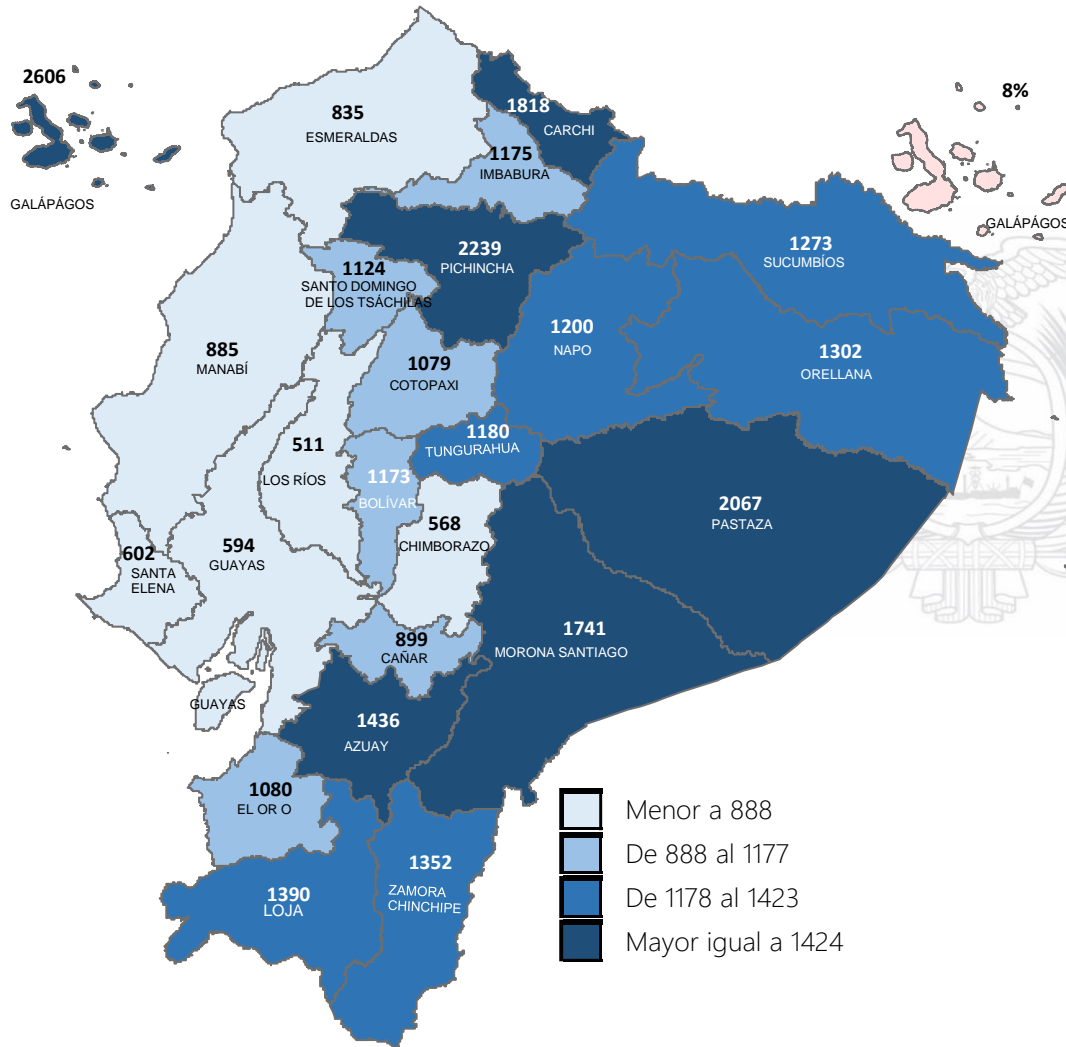 2606
GALÁPÁGOS
835
ESMERALDAS
1818
CARCHI
1175
IMBABURA
8%
GALÁPÁGOS
2239
PICHINCHA
1273
SUCUMBÍOS
1124
SANTO DOMINGO
DE LOS TSÁCHILAS
1200
NAPO
885
MANABÍ
1079
COTOPAXI
1302
ORELLANA
511
LOS RÍOS
1180
TUNGURAHUA
1173
BOLÍVAR
2067
PASTAZA
568
CHIMBORAZO
602
SANTA
ELENA
594
GUAYAS
1741
MORONA SANTIAGO
899
CAÑAR
GUAYAS
1436
AZUAY
1080
EL OR O
1352
ZAMORA
CHINCHIPE
1390
LOJA
Menor a 888
De 888 al 1177
De 1178 al 1423
Mayor igual a 1424